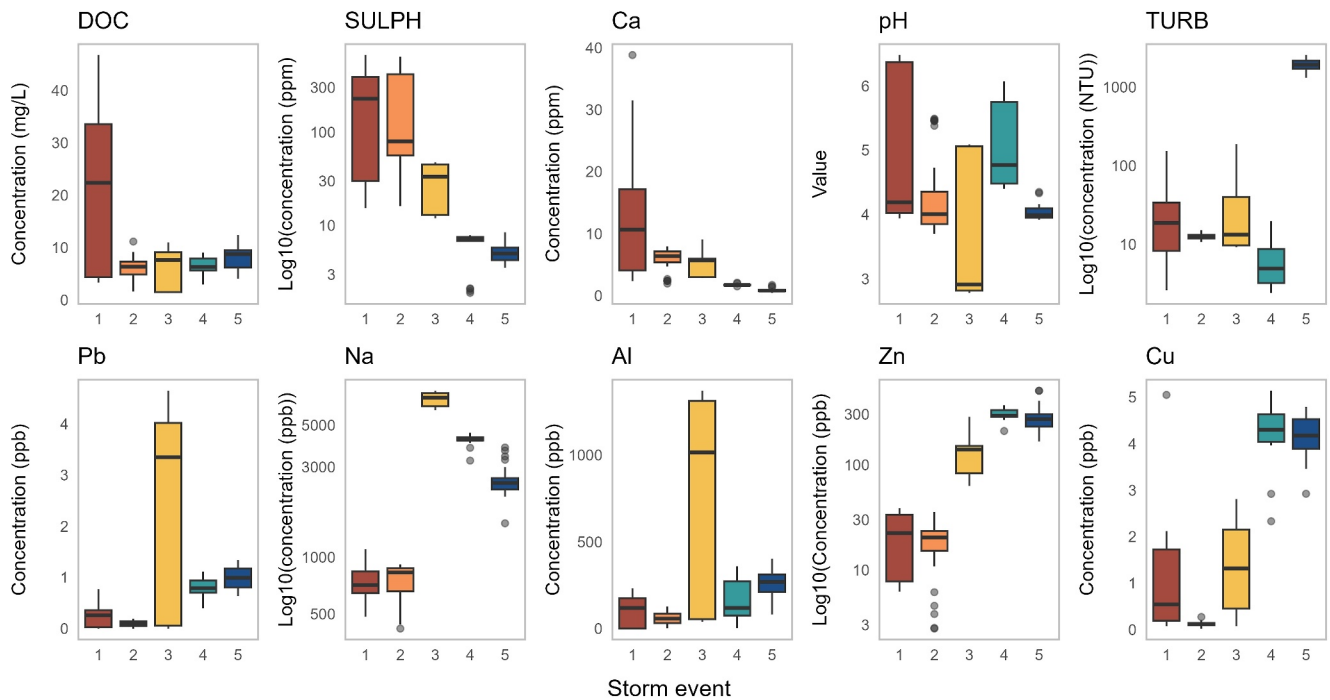 DOC
Concentration (mg/L)
40
30
20
10
0
1 2 3 4 5
SULPH
Log10(concentration (ppm)
300
100
30
10
3
1 2 3 4 5
Ca
Concentration (ppm)
40
30
20
10
0
1 2 3 4 5
pH
Value
6
5
4
3
1 2 3 4 5
TURB
Log10(concentration (NTU))
1000
100
10
1 2 3 4 5
Pb
Concentration (ppb)
4
3
2
1
0
1 2 3 4 5
Na
Log10(concentration (ppb))
5000
3000
1000
500
1 2 3 4 5
Al
Concentration (ppb)
1000
500
0
1 2 3 4 5
Zn
Log10(Concentration (ppb)
300
100
30
10
3
1 2 3 4 5
Cu
Concentration (ppb)
5
4
3
2
1
0
1 2 3 4 5
Storm event